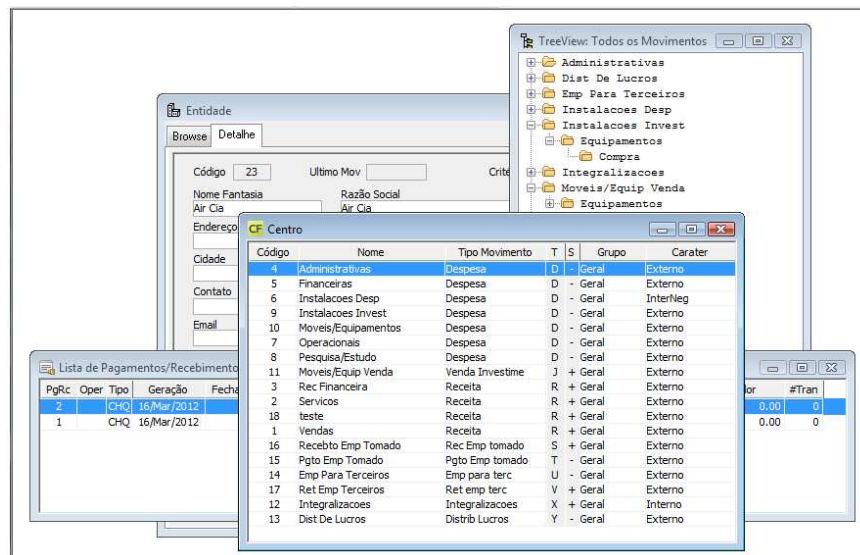 TreeView: Todos os Movimentos
Administrativas
Dist De Lucros
Emp Para Terceiros
Instalacoes Desp
Instalacoes Invest
Equipamentos
Compra
Integralizacoes
Moveis/Equip Venda
Equipamentos
Entidade
Browse Detalhe
Código 23 Ultimo Mov Crité
Nome Fantasia Razão Social
Air Cia Air Cia
Endereço
Cidade
Contato
Email
CF Centro
Código Nome Tipo Movimento T S Grupo Carater
4 Administrativas Despesa D - Geral Externo
5 Financeiras Despesa D - Geral Externo
6 Instalacoes Desp Despesa D - Geral InterNeg
9 Instalacoes Invest Despesa D - Geral Externo
10 Moveis/Equipamentos Despesa D - Geral Externo
7 Operacionais Despesa D - Geral Externo
8 Pesquisa/Estudo Despesa D - Geral Externo
11 Moveis/Equip Venda Venda Investime J + Geral Externo
3 Rec Financeira Receita R + Geral Externo
2 Servicos Receita R + Geral Externo
18 teste Receita R + Geral Externo
1 Vendas Receita R + Geral Externo
16 Recebto Emp Tomado Rec Emp tomado S + Geral Externo
15 Pgto Emp Tomado Pgto Emp tomado T - Geral Externo
14 Emp Para Terceiros Emp para terc U - Geral Externo
17 Ret Emp Terceiros Ret emp terc V + Geral Externo
12 Integralizacoes Integralizacoes X + Geral Interno
13 Dist De Lucros Distrib Lucros Y - Geral Externo
Lista de Pagamentos/Recebimento
PgRc Oper Tipo Geração Fecha lor #Tran
2 CHQ 16/Mar/2012 0.00 0
1 CHQ 16/Mar/2012 0.00 0